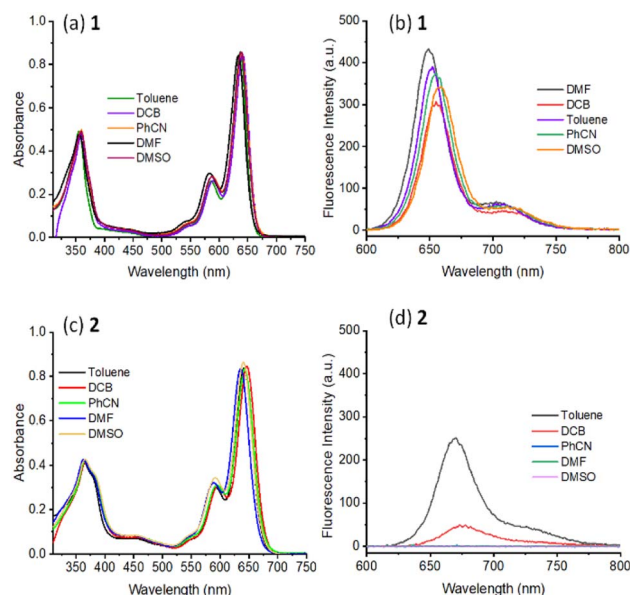 (a) 1
Absorbance
1.0
0.8
0.6
0.4
0.2
0.0
Toluene
DCB
PhCN
DMF
DMSO
350 400 450 500 550 600 650 700 750
Wavelength (nm)
(b) 1
Fluorescence Intensity (a.u.)
500
400
300
200
100
50
0
DMF
DCB
Toluene
PhCN
DMSO
600 650 700 750 800
Wavelength (nm)
(c) 2
Absorbance
1.0
0.8
0.6
0.4
0.2
0.0
Toluene
DCB
PhCN
DMF
DMSO
350 400 450 500 550 600 650 700 750
Wavelength (nm)
(d) 2
Fluorescence Intensity (a.u.)
500
400
300
200
100
50
0
Toluene
DCB
PhCN
DMF
DMSO
600 650 700 750 800
Wavelength (nm)